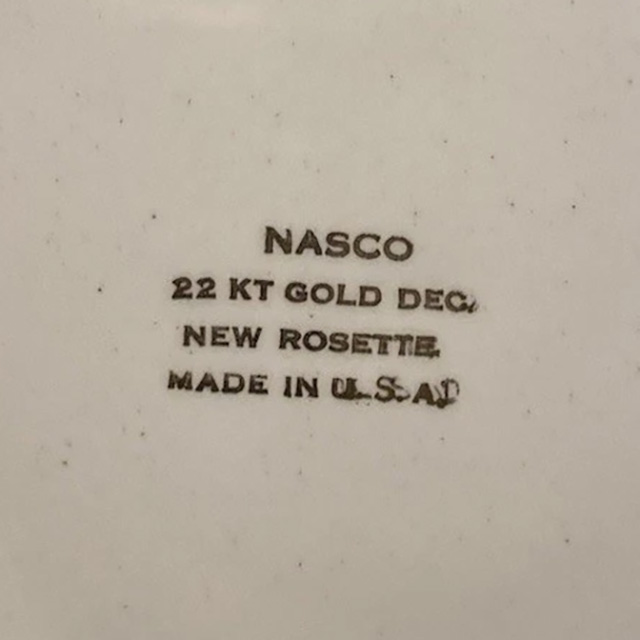 NASCO
22 KT GOLD DEC.
NEW ROSETTE
MADE IN U.S.A.